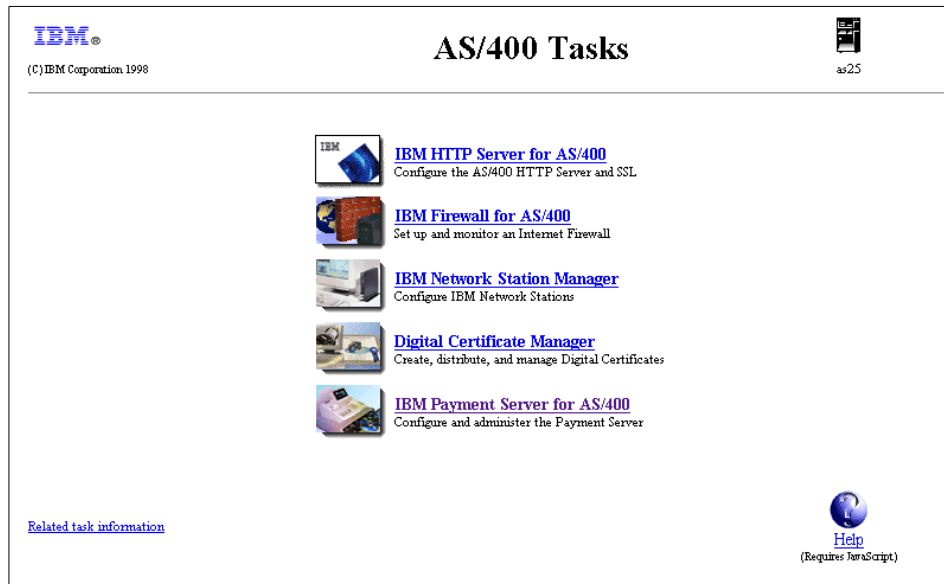 IBM®
(C)IBM Corporation 1998
AS/400 Tasks
as25
IBM
IBM HTTP Server for AS/400
Configure the AS/400 HTTP Server and SSL
IBM Firewall for AS/400
Set up and monitor an Internet Firewall
IBM Network Station Manager
Configure IBM Network Stations
Digital Certificate Manager
Create, distribute, and manage Digital Certificates
IBM Payment Server for AS/400
Configure and administer the Payment Server
Related task information
Help
(Requires JavaScript.)